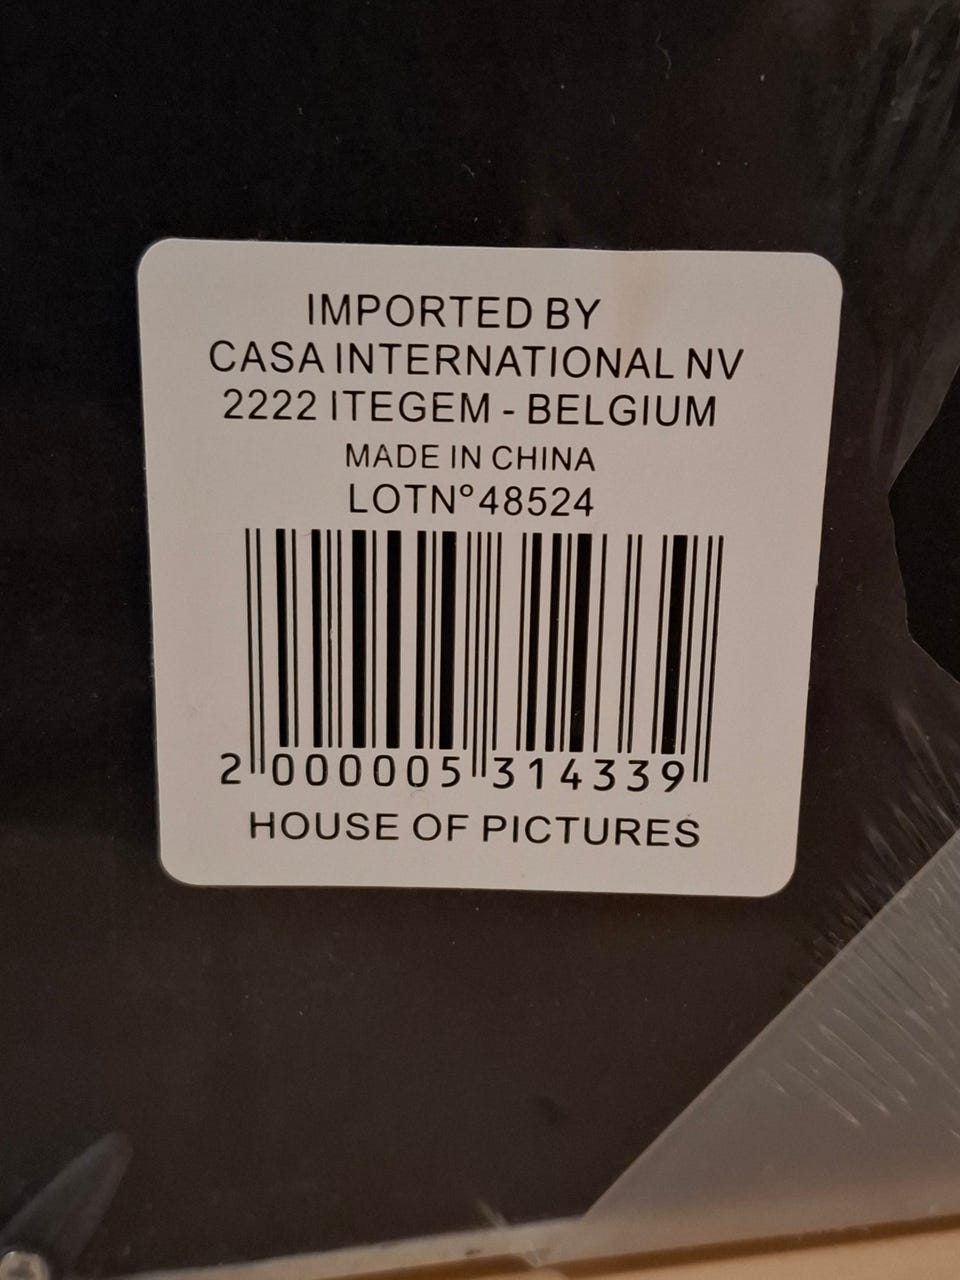 IMPORTED BY
CASA INTERNATIONAL NV
2222 ITEGEM - BELGIUM
MADE IN CHINA
LOTN°48524
2 000005 314339
HOUSE OF PICTURES